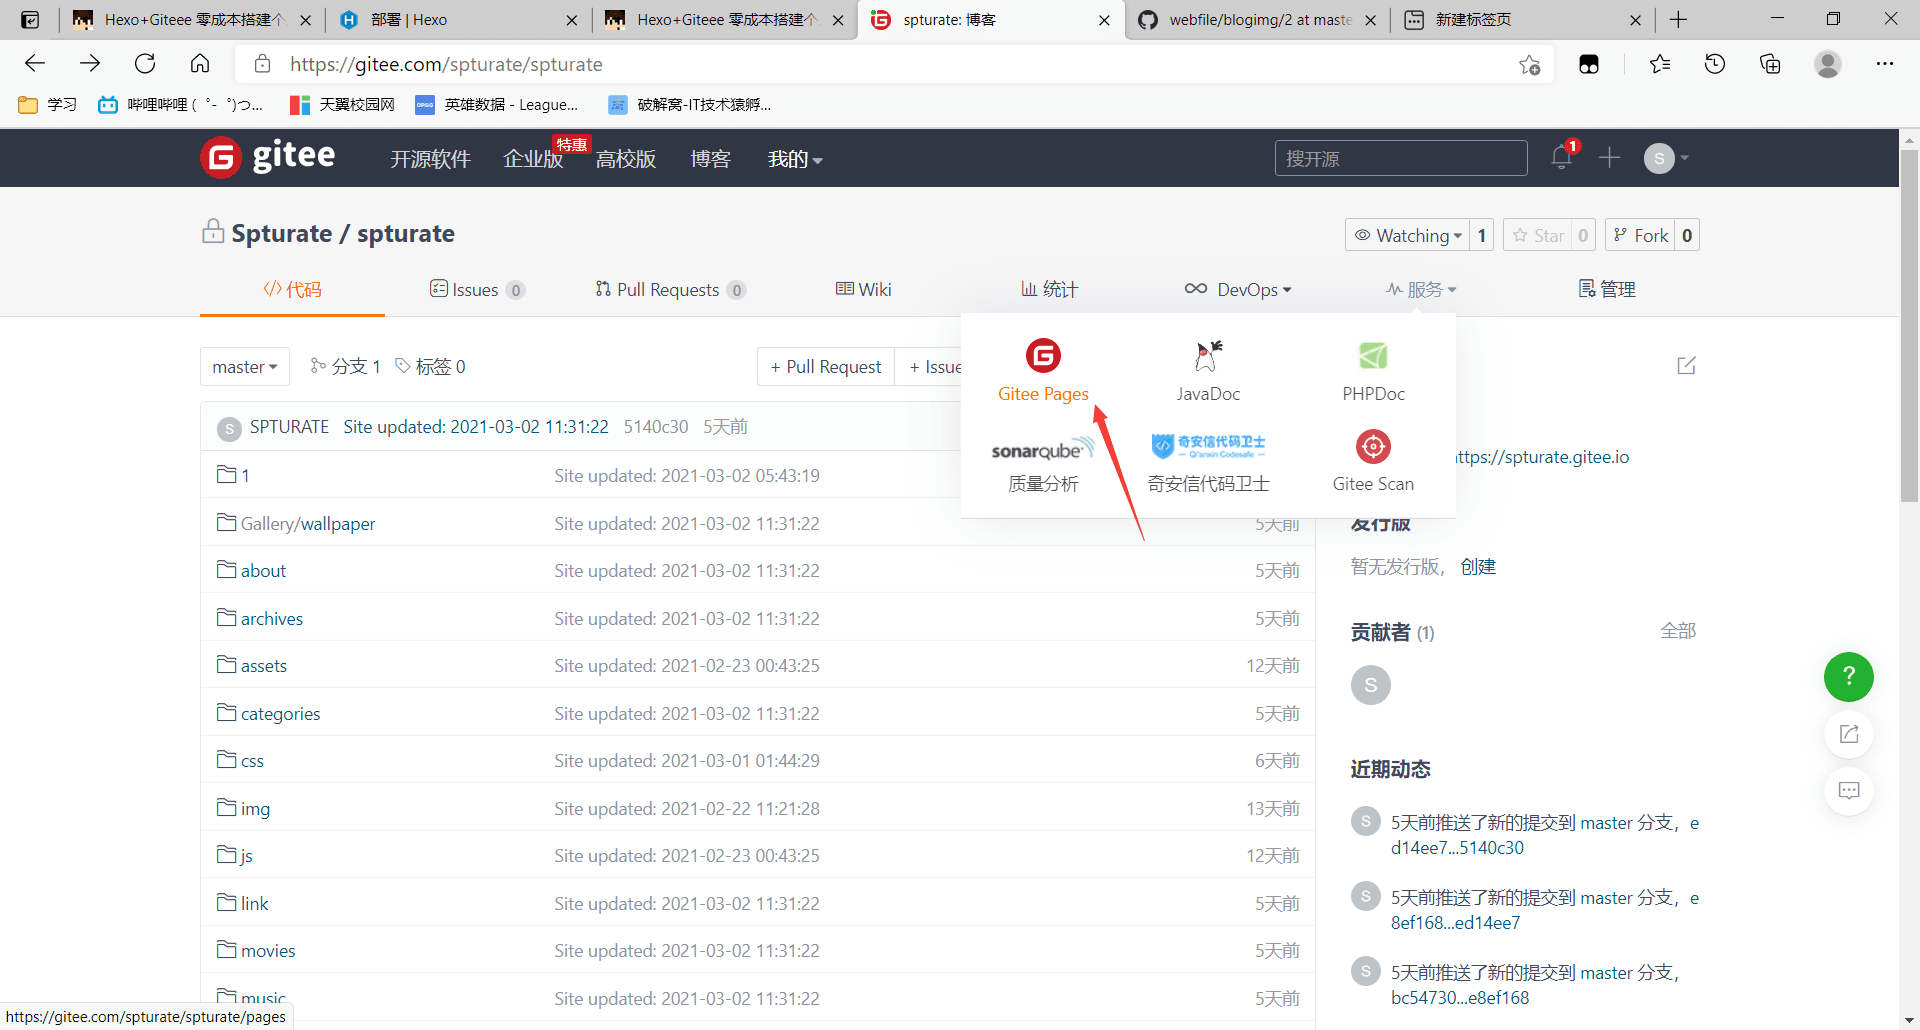 Hexo+Giteee 零成本搭建个
部署 | Hexo
Hexo+Giteee 零成本搭建个
spturate: 博客
webfile/blogimg/2 at maste
新建标签页
https://gitee.com/spturate/spturate
学习
哔哩哔哩 (゜-゜)つ...
天翼校园网
OPGG
英雄数据 - League...
破解窝-IT技术猿孵...
gitee
开源软件
企业版
特惠
高校版
博客
我的
搜开源
1
S
Spturate / spturate
Watching 1
Star 0
Fork 0
代码
Issues 0
Pull Requests 0
Wiki
统计
DevOps
服务
管理
master
分支 1
标签 0
+ Pull Request
+ Issue
Gitee Pages
JavaDoc
PHPDoc
sonarqube
质量分析
奇安信代码卫士
Qi'anxin Codesafe
奇安信代码卫士
Gitee Scan
S SPTURATE Site updated: 2021-03-02 11:31:22 5140c30 5天前
1 Site updated: 2021-03-02 05:43:19
Gallery/wallpaper Site updated: 2021-03-02 11:31:22 5天前
about Site updated: 2021-03-02 11:31:22 5天前
archives Site updated: 2021-03-02 11:31:22 5天前
assets Site updated: 2021-02-23 00:43:25 12天前
categories Site updated: 2021-03-02 11:31:22 5天前
css Site updated: 2021-03-01 01:44:29 6天前
img Site updated: 2021-02-22 11:21:28 13天前
js Site updated: 2021-02-23 00:43:25 12天前
link Site updated: 2021-03-02 11:31:22 5天前
movies Site updated: 2021-03-02 11:31:22 5天前
music Site updated: 2021-03-02 11:31:22 5天前
ttps://spturate.gitee.io
发行版
暂无发行版， 创建
贡献者 (1) 全部
S
近期动态
S 5天前推送了新的提交到 master 分支，e
d14ee7...5140c30
S 5天前推送了新的提交到 master 分支，e
8ef168...ed14ee7
S 5天前推送了新的提交到 master 分支，
bc54730...e8ef168
?
https://gitee.com/spturate/spturate/pages